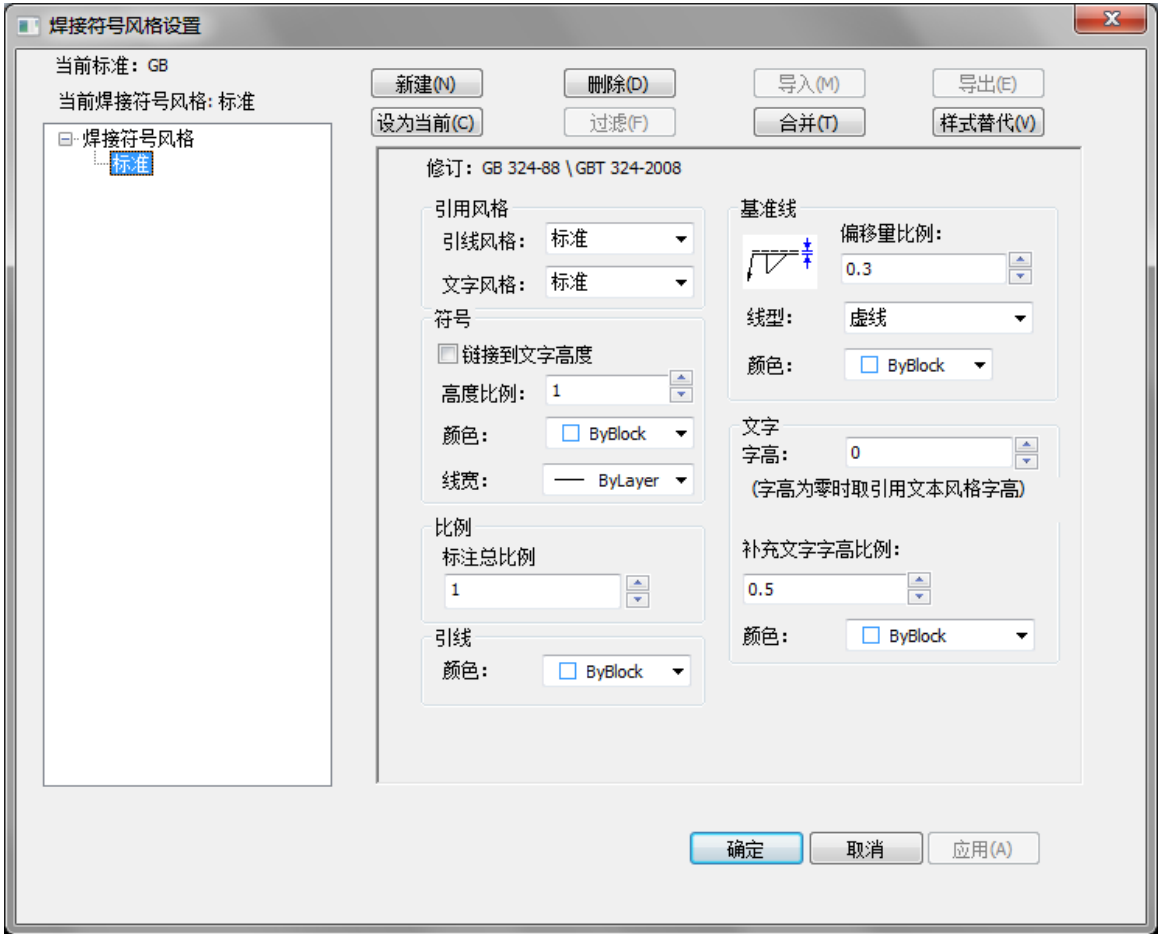 焊接符号风格设置
当前标准：GB
当前焊接符号风格: 标准
焊接符号风格
标准
新建(N) 删除(D) 导入(M) 导出(E)
设为当前(C) 过滤(F) 合并(T) 样式替代(V)
修订：GB 324-88 \ GBT 324-2008
引用风格
引线风格： 标准
文字风格： 标准
符号
链接到文字高度
高度比例： 1
颜色： ByBlock
线宽： ByLayer
比例
标注总比例
1
引线
颜色： ByBlock
基准线
偏移量比例：
0.3
线型： 虚线
颜色： ByBlock
文字
字高： 0
(字高为零时取引用文本风格字高)
补充文字字高比例：
0.5
颜色： ByBlock
确定 取消 应用(A)